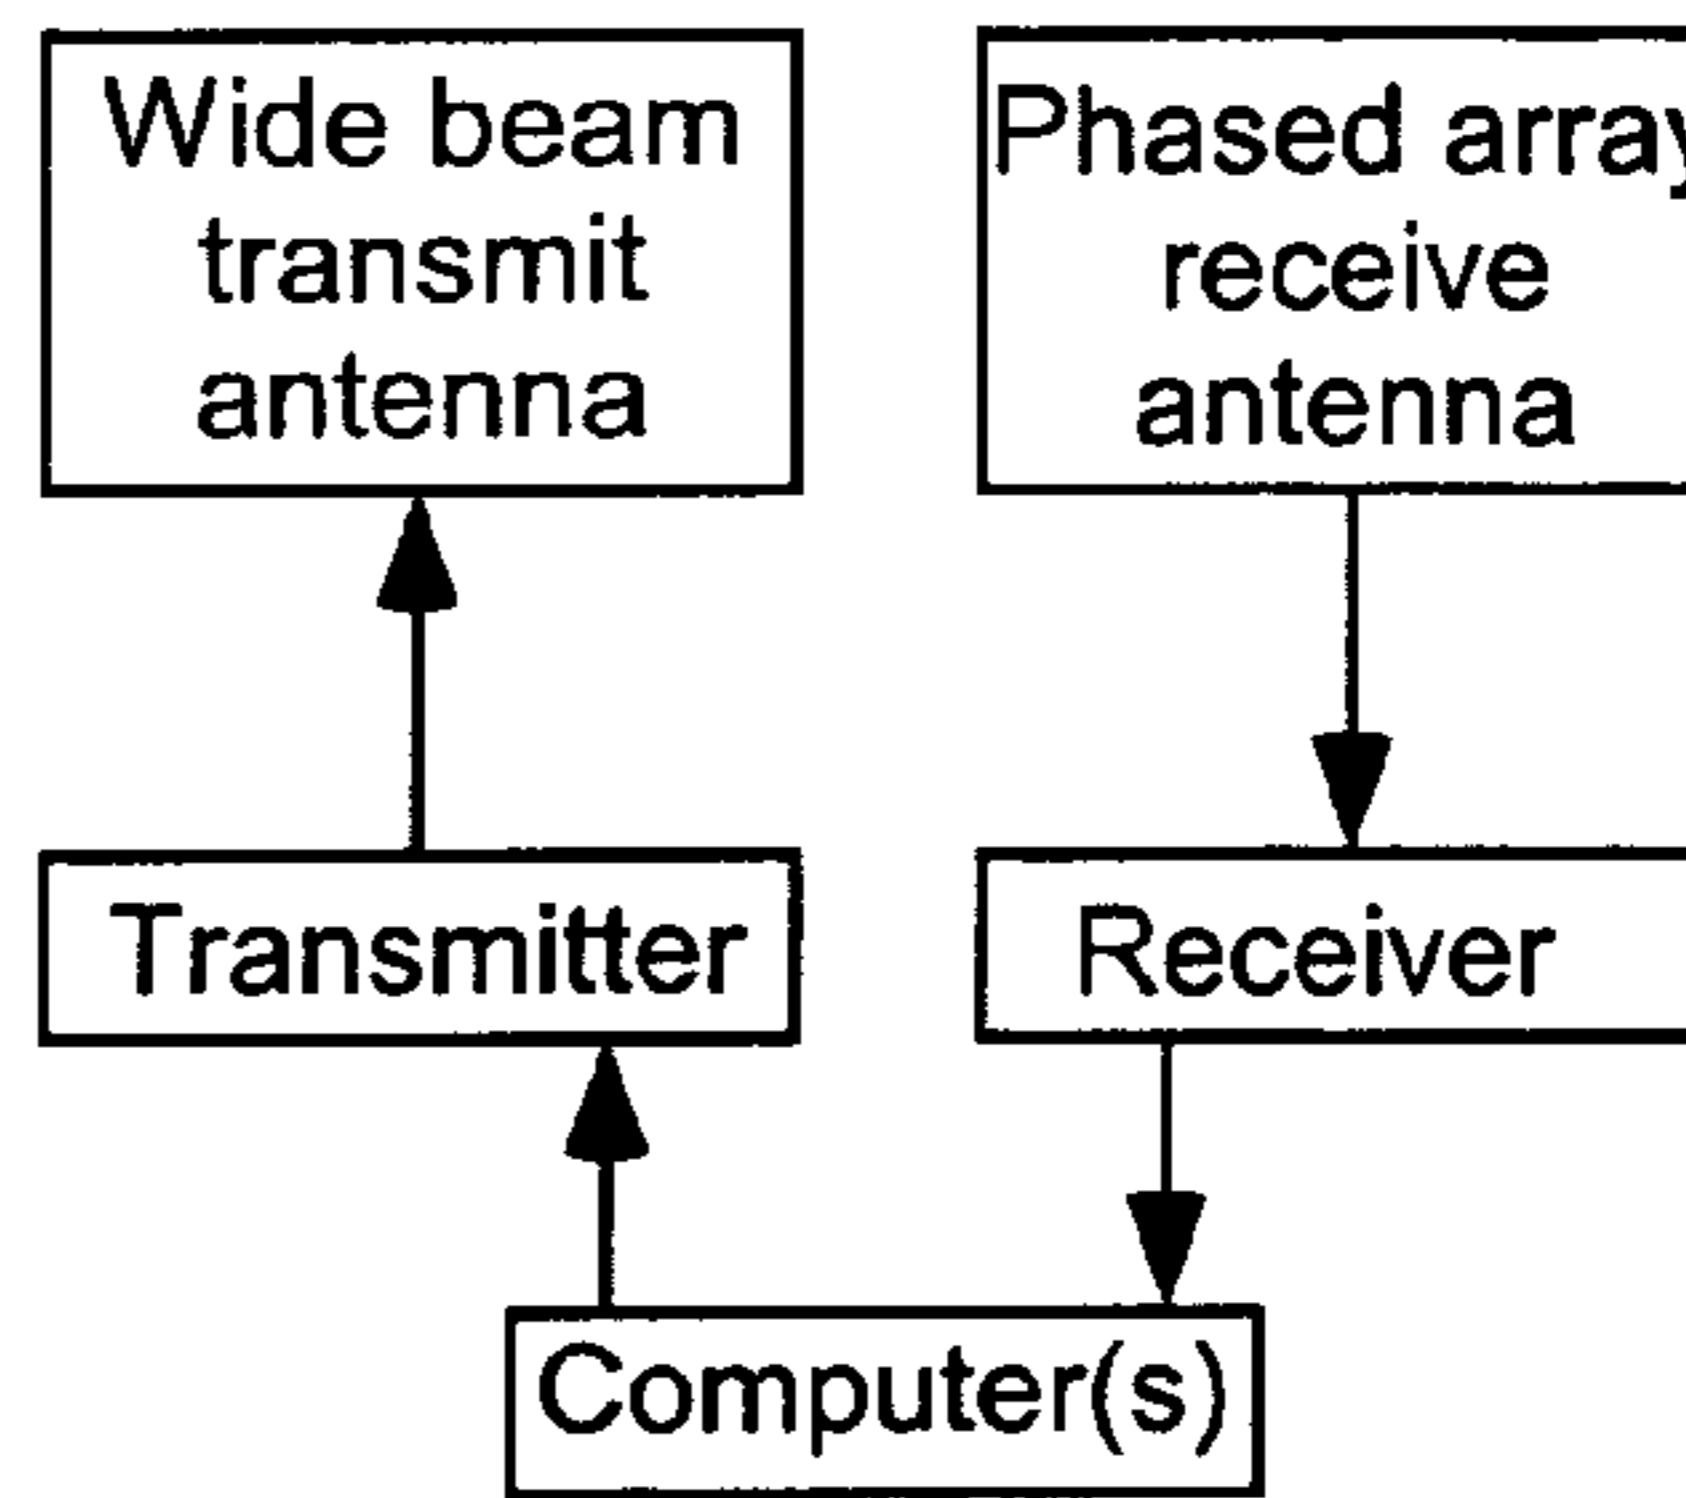 Wide beam
transmit
antenna
Phased array
receive
antenna
Transmitter
Receiver
Computer(s)